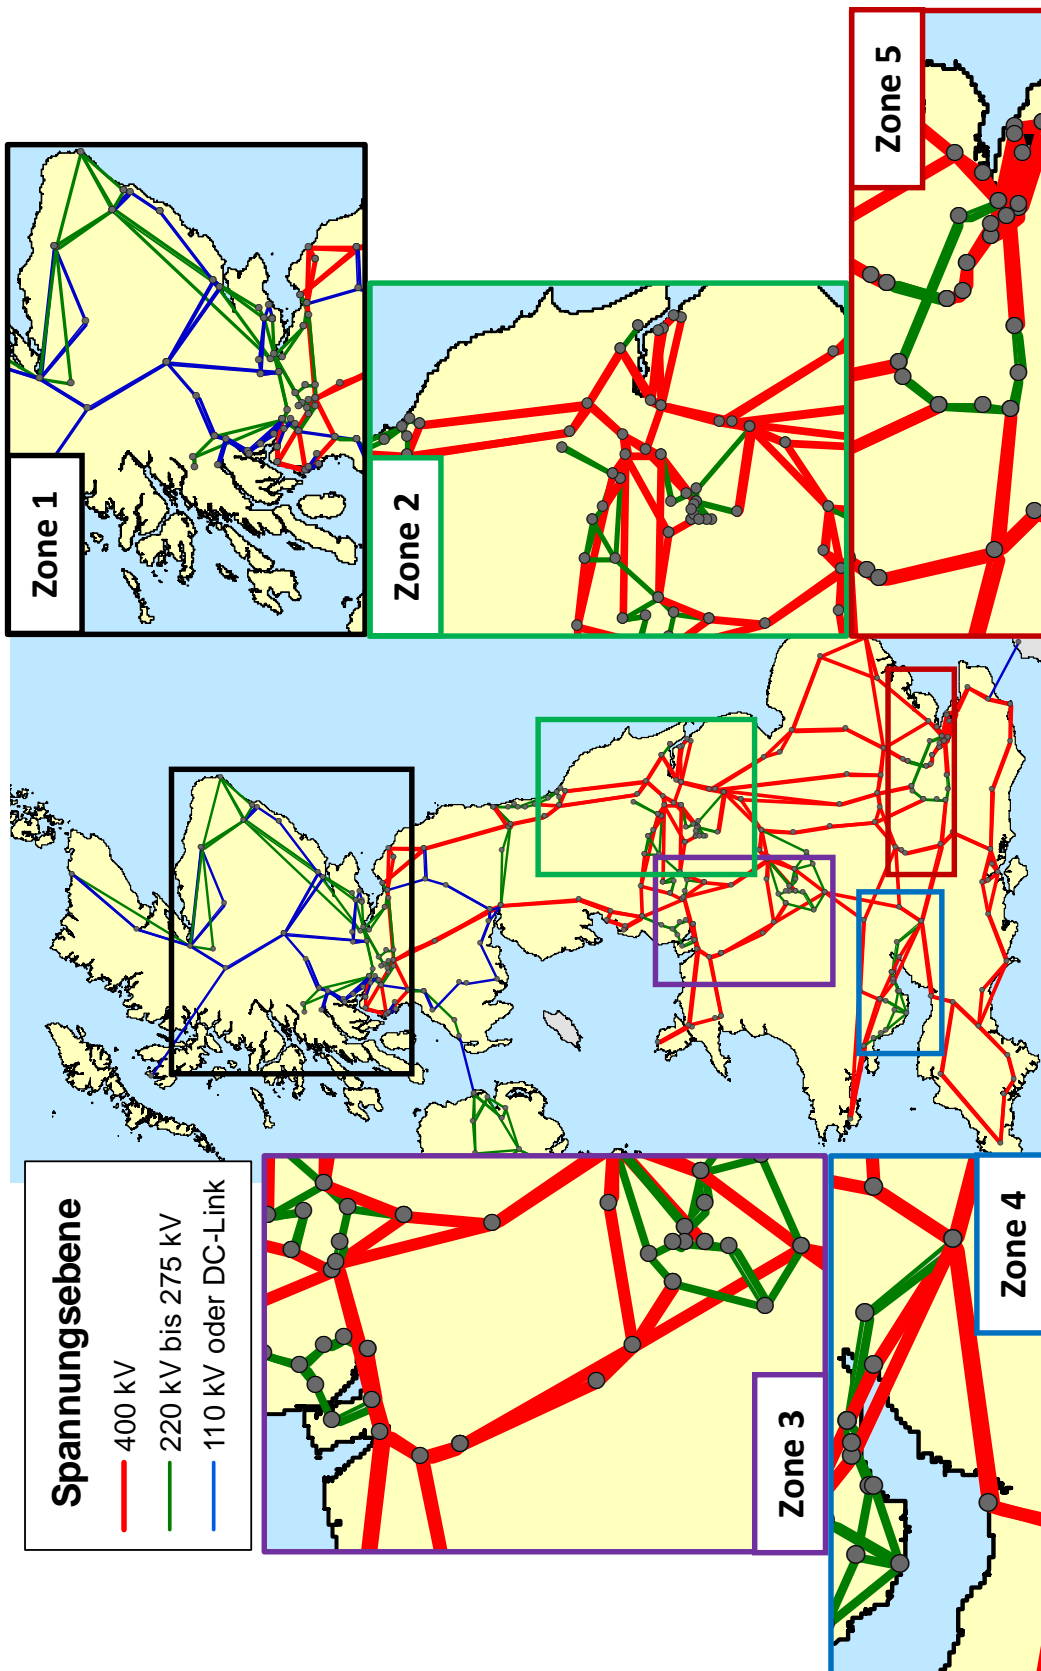 Spannungsebene
400 kV
220 kV bis 275 kV
110 kV oder DC-Link
Zone 1
Zone 2
Zone 3
Zone 4
Zone 5